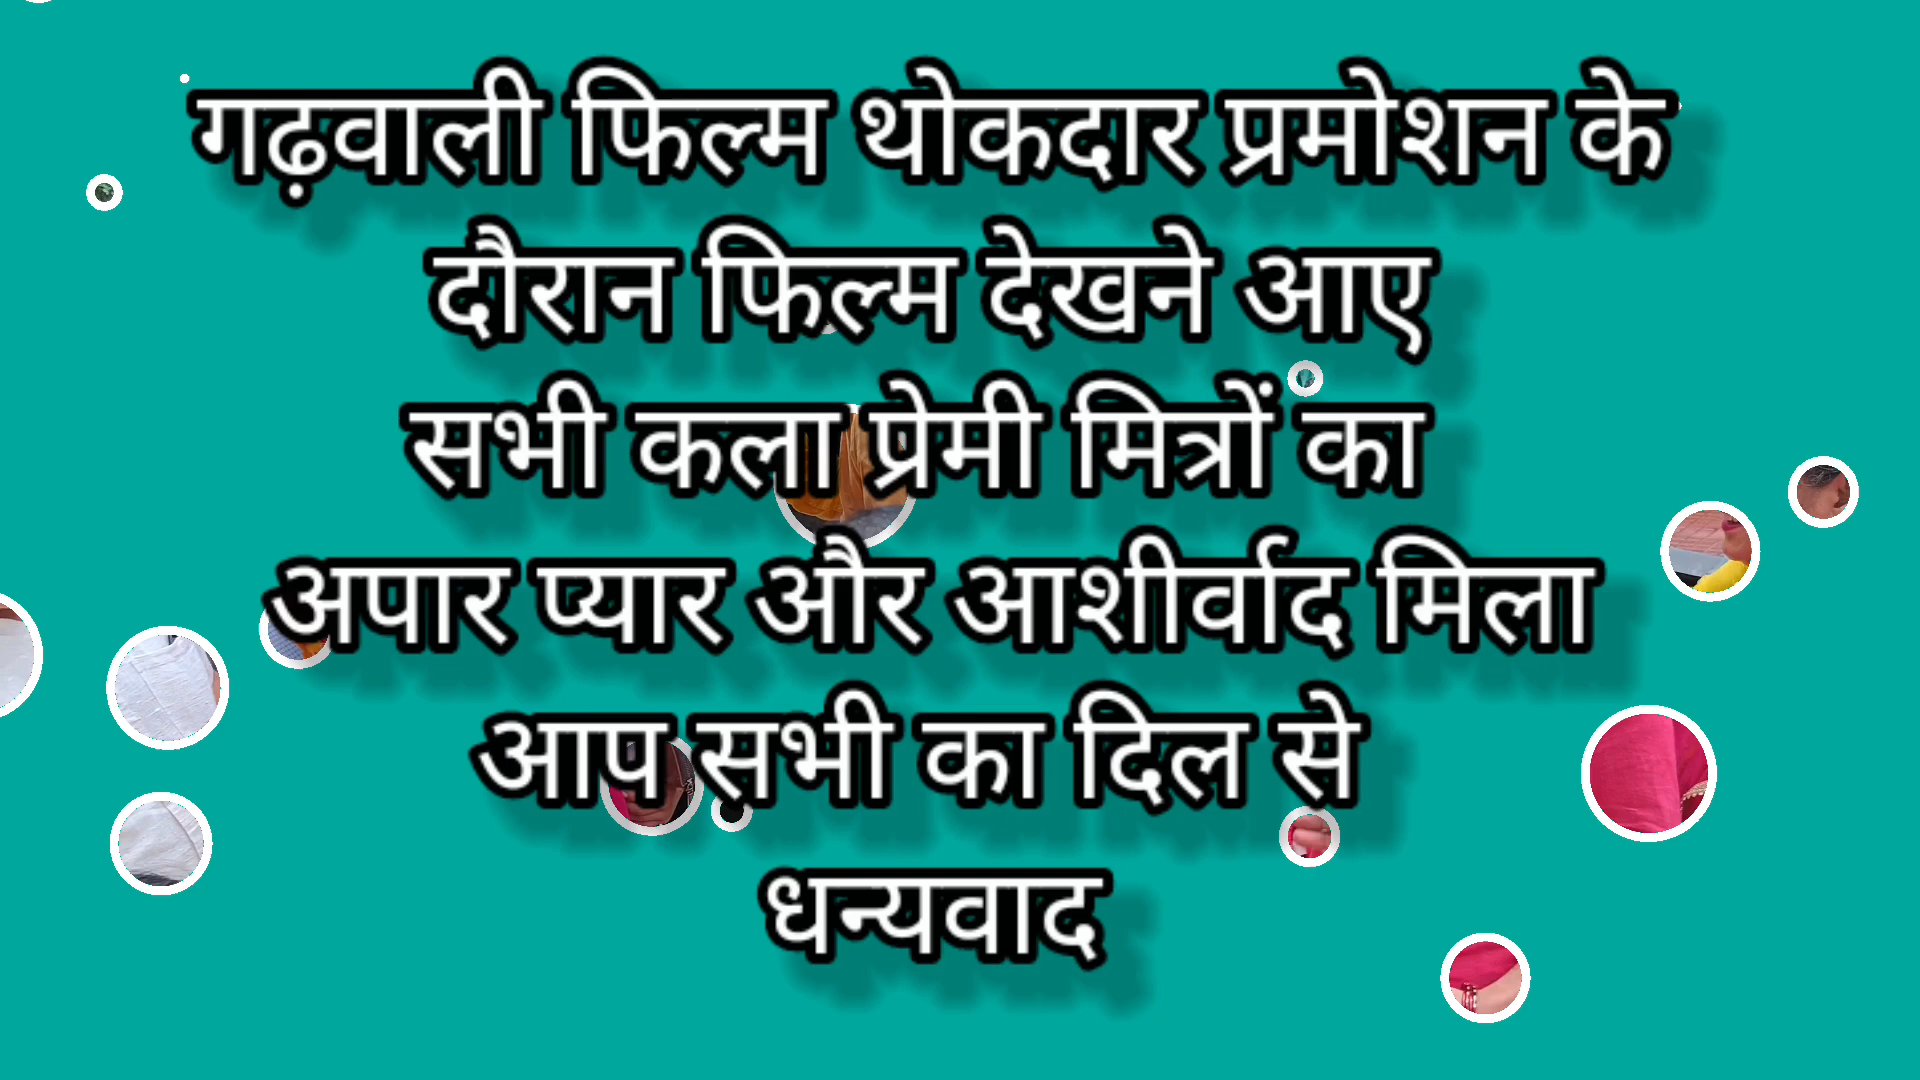 गढ़वाली फिल्म थोकदार प्रमोशन के
दौरान फिल्म देखने आए
सभी कला प्रेमी मित्रों का
अपार प्यार और आशीर्वाद मिला
आप सभी का दिल से
धन्यवाद